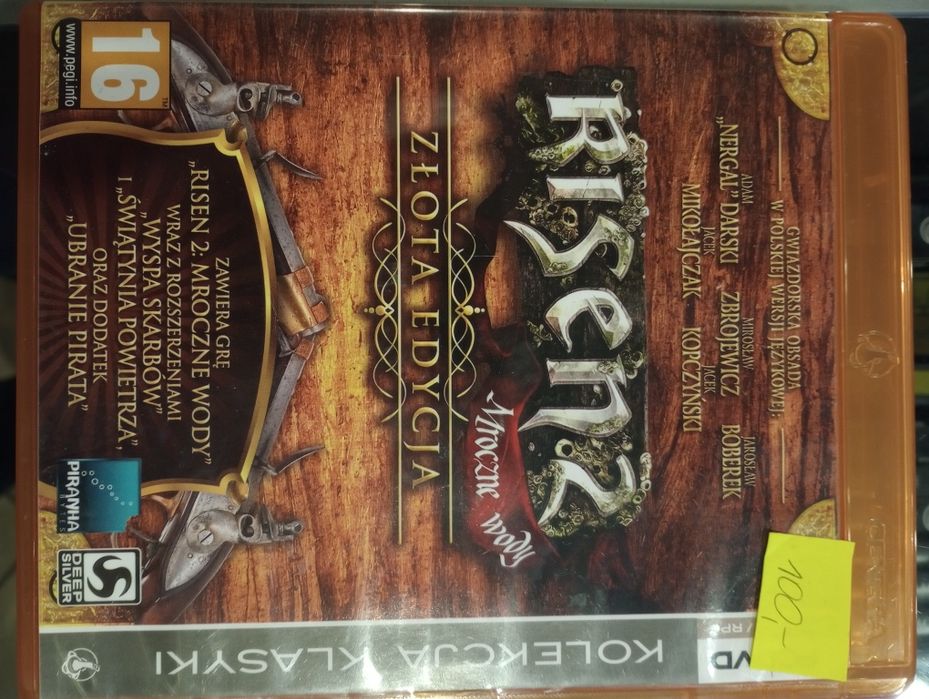 GWIAZDORSKA OBSADA
W POLSKIEJ WERSJI JĘZYKOWEJ:
ADAM MIROSŁAW JAROSŁAW
„NERGAL” DARSKI ZBROJEWICZ BOBEREK
JACEK JACEK
MIKOŁAJCZAK KOPCZYŃSKI
RISEN 2
Mroczne wody
ZŁOTA EDYCJA
ZAWIERA GRĘ
„RISEN 2: MROCZNE WODY”
WRAZ Z ROZSZERZENIAMI
„WYSPA SKARBÓW”
I „ŚWIĄTYNIA POWIETRZA”,
ORAZ DODATEK
„UBRANIE PIRATA”
16
www.pegi.info
PIRANHA
BYTES
DEEP
SILVER
KOLEKCJA KLASYKI
100,-